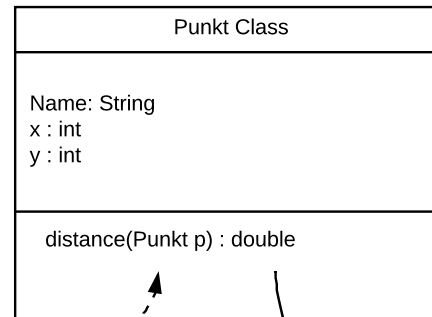 Punkt Class
Name: String
x : int
y : int
distance(Punkt p) : double